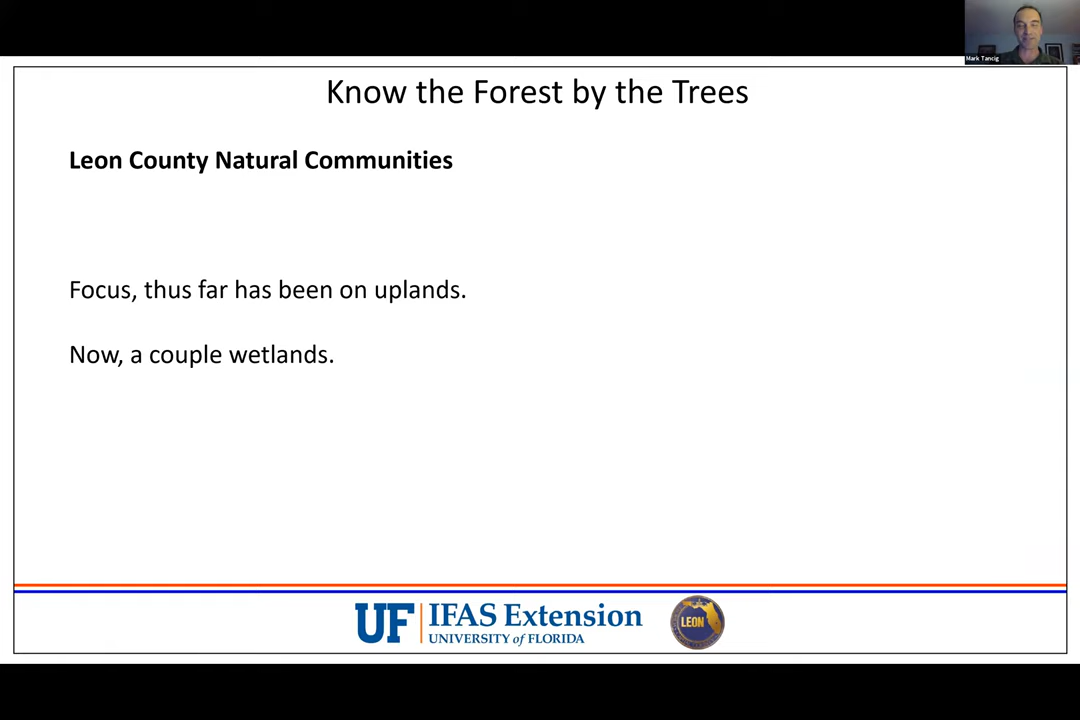 Mark Tancig
Know the Forest by the Trees
Leon County Natural Communities
Focus, thus far has been on uplands.
Now, a couple wetlands.
UF IFAS Extension
UNIVERSITY of FLORIDA
LEON